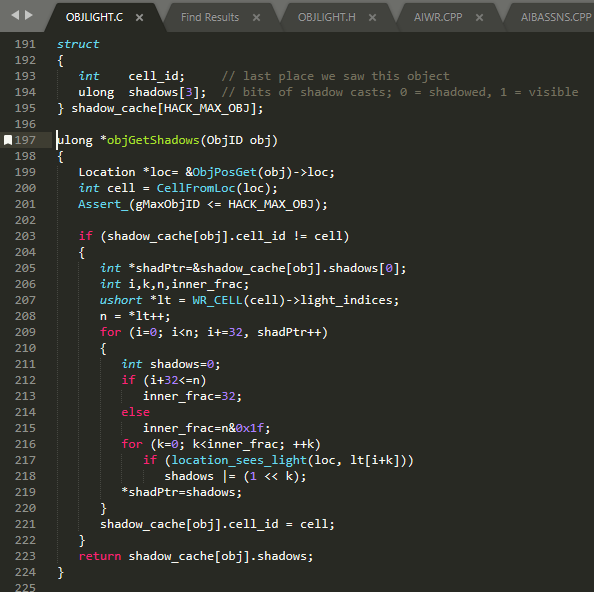 OBJLIGHT.C × Find Results × OBJLIGHT.H × AIWR.CPP × AIBASSNS.CPP
191 struct
192 {
193    int    cell_id;     // last place we saw this object
194    ulong  shadows[3];  // bits of shadow casts; 0 = shadowed, 1 = visible
195 } shadow_cache[HACK_MAX_OBJ];
196
197 ulong *objGetShadows(ObjID obj)
198 {
199    Location *loc= &ObjPosGet(obj)->loc;
200    int cell = CellFromLoc(loc);
201    Assert_(gMaxObjID <= HACK_MAX_OBJ);
202
203    if (shadow_cache[obj].cell_id != cell)
204    {
205       int *shadPtr=&shadow_cache[obj].shadows[0];
206       int i,k,n,inner_frac;
207       ushort *lt = WR_CELL(cell)->light_indices;
208       n = *lt++;
209       for (i=0; i<n; i+=32, shadPtr++)
210       {
211          int shadows=0;
212          if (i+32<=n)
213             inner_frac=32;
214          else
215             inner_frac=n&0x1f;
216          for (k=0; k<inner_frac; ++k)
217             if (location_sees_light(loc, lt[i+k]))
218                shadows |= (1 << k);
219          *shadPtr=shadows;
220       }
221       shadow_cache[obj].cell_id = cell;
222    }
223    return shadow_cache[obj].shadows;
224 }
225